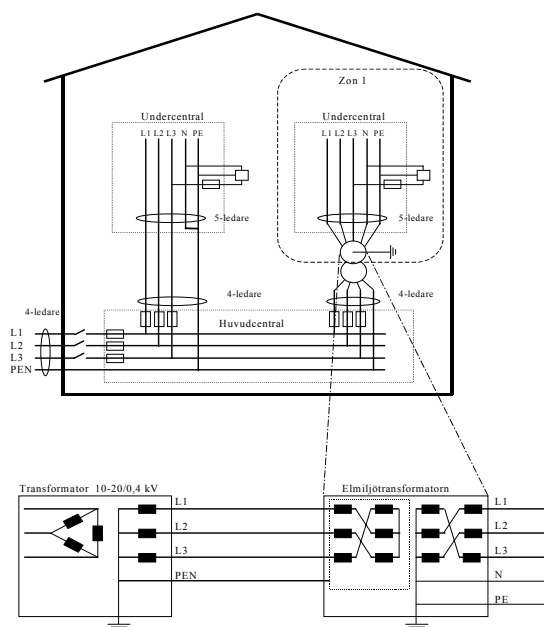 Zon 1
Undercentral
Undercentral
L1 L2 L3 N PE
L1 L2 L3 N PE
5-ledare
5-ledare
4-ledare
4-ledare
4-ledare
Huvudcentral
L1
L2
L3
PEN
Transformator 10-20/0,4 kV
Elmiljötransformatorn
L1
L1
L2
L2
L3
L3
PEN
N
PE